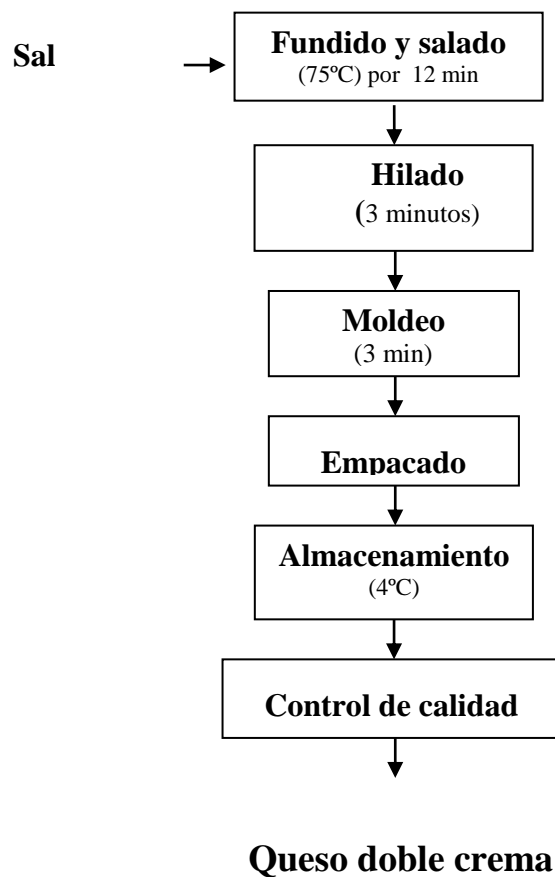 Sal
Fundido y salado
(75ºC) por 12 min
Hilado
(3 minutos)
Moldeo
(3 min)
Empacado
Almacenamiento
(4ºC)
Control de calidad
Queso doble crema